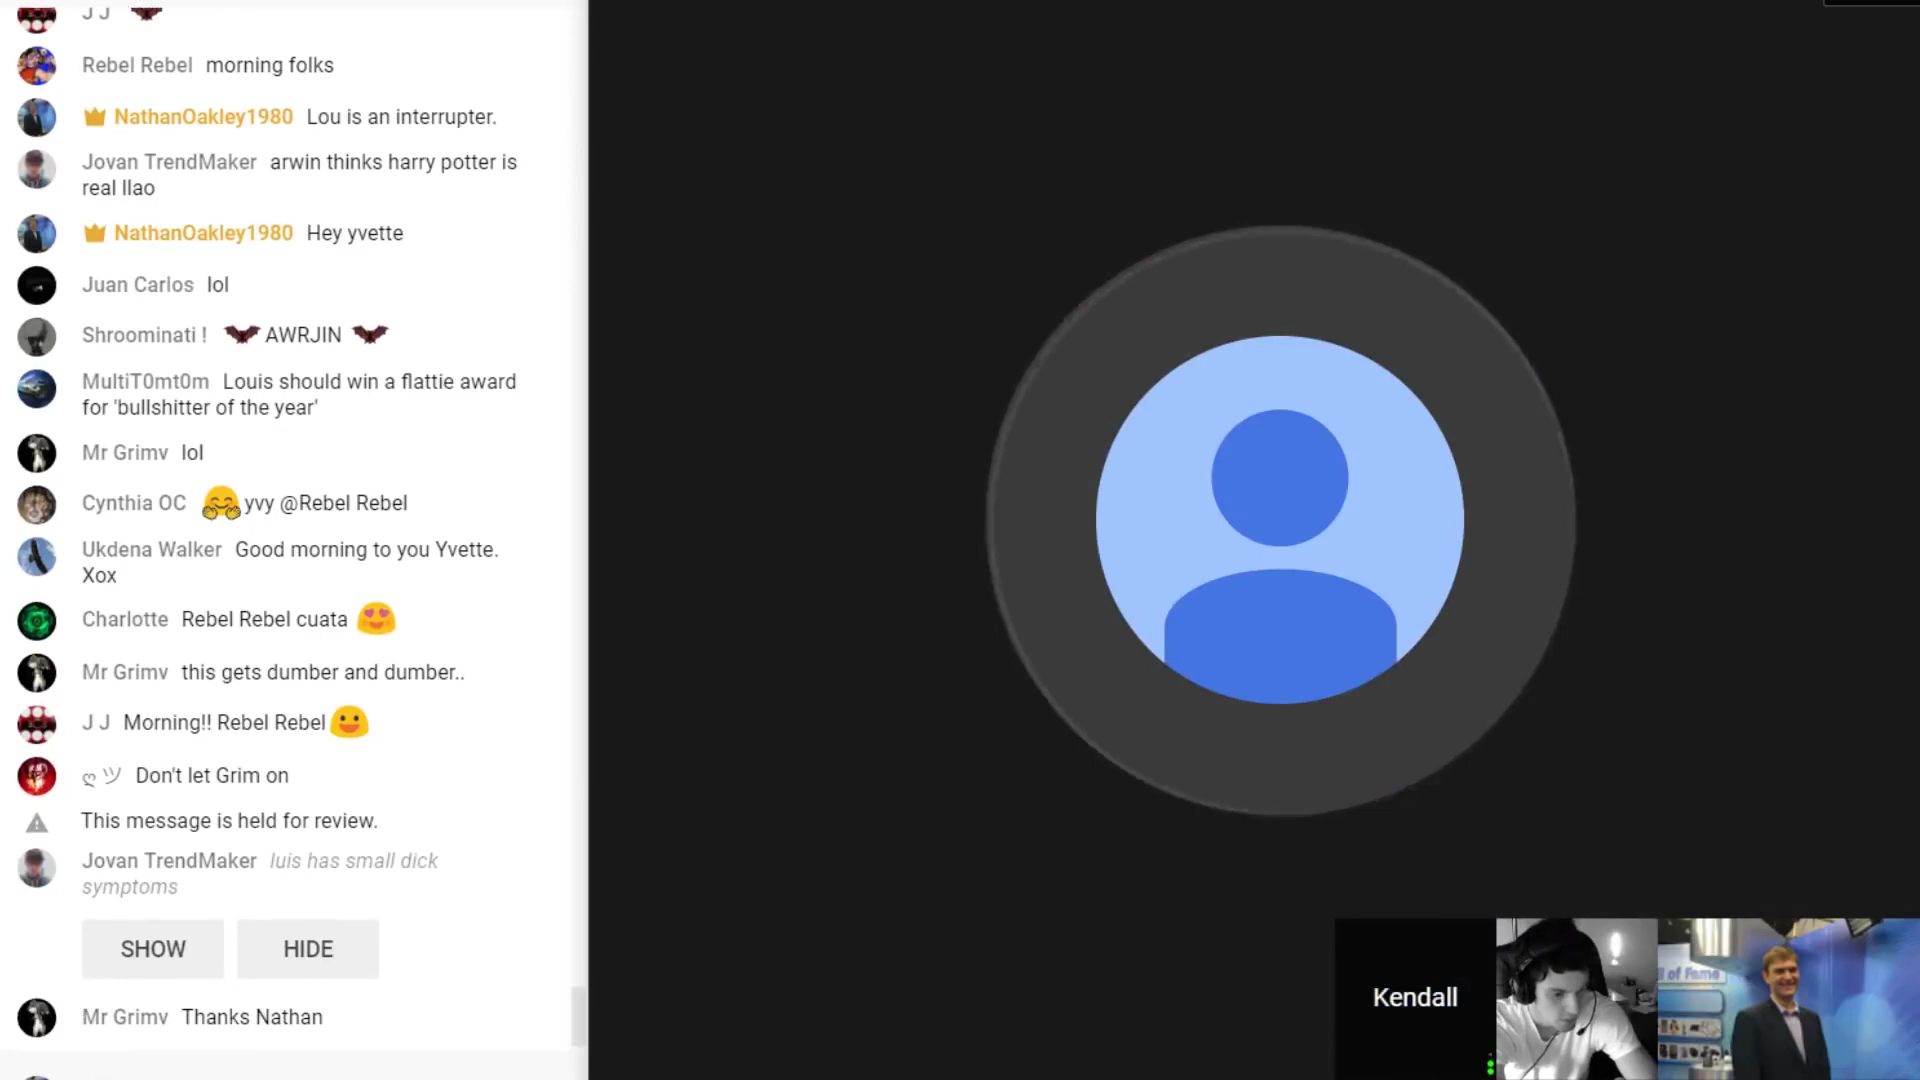 J J
Rebel Rebel morning folks
NathanOakley1980 Lou is an interrupter.
Jovan TrendMaker arwin thinks harry potter is
real llao
NathanOakley1980 Hey yvette
Juan Carlos lol
Shroominati ! AWRJIN
MultiT0mt0m Louis should win a flattie award
for 'bullshitter of the year'
Mr Grimv lol
Cynthia OC yvy @Rebel Rebel
Ukdena Walker Good morning to you Yvette.
Xox
Charlotte Rebel Rebel cuata
Mr Grimv this gets dumber and dumber..
J J Morning!! Rebel Rebel
ღ ツ Don't let Grim on
This message is held for review.
Jovan TrendMaker luis has small dick
symptoms
SHOW HIDE
Mr Grimv Thanks Nathan
Kendall
l of Fame